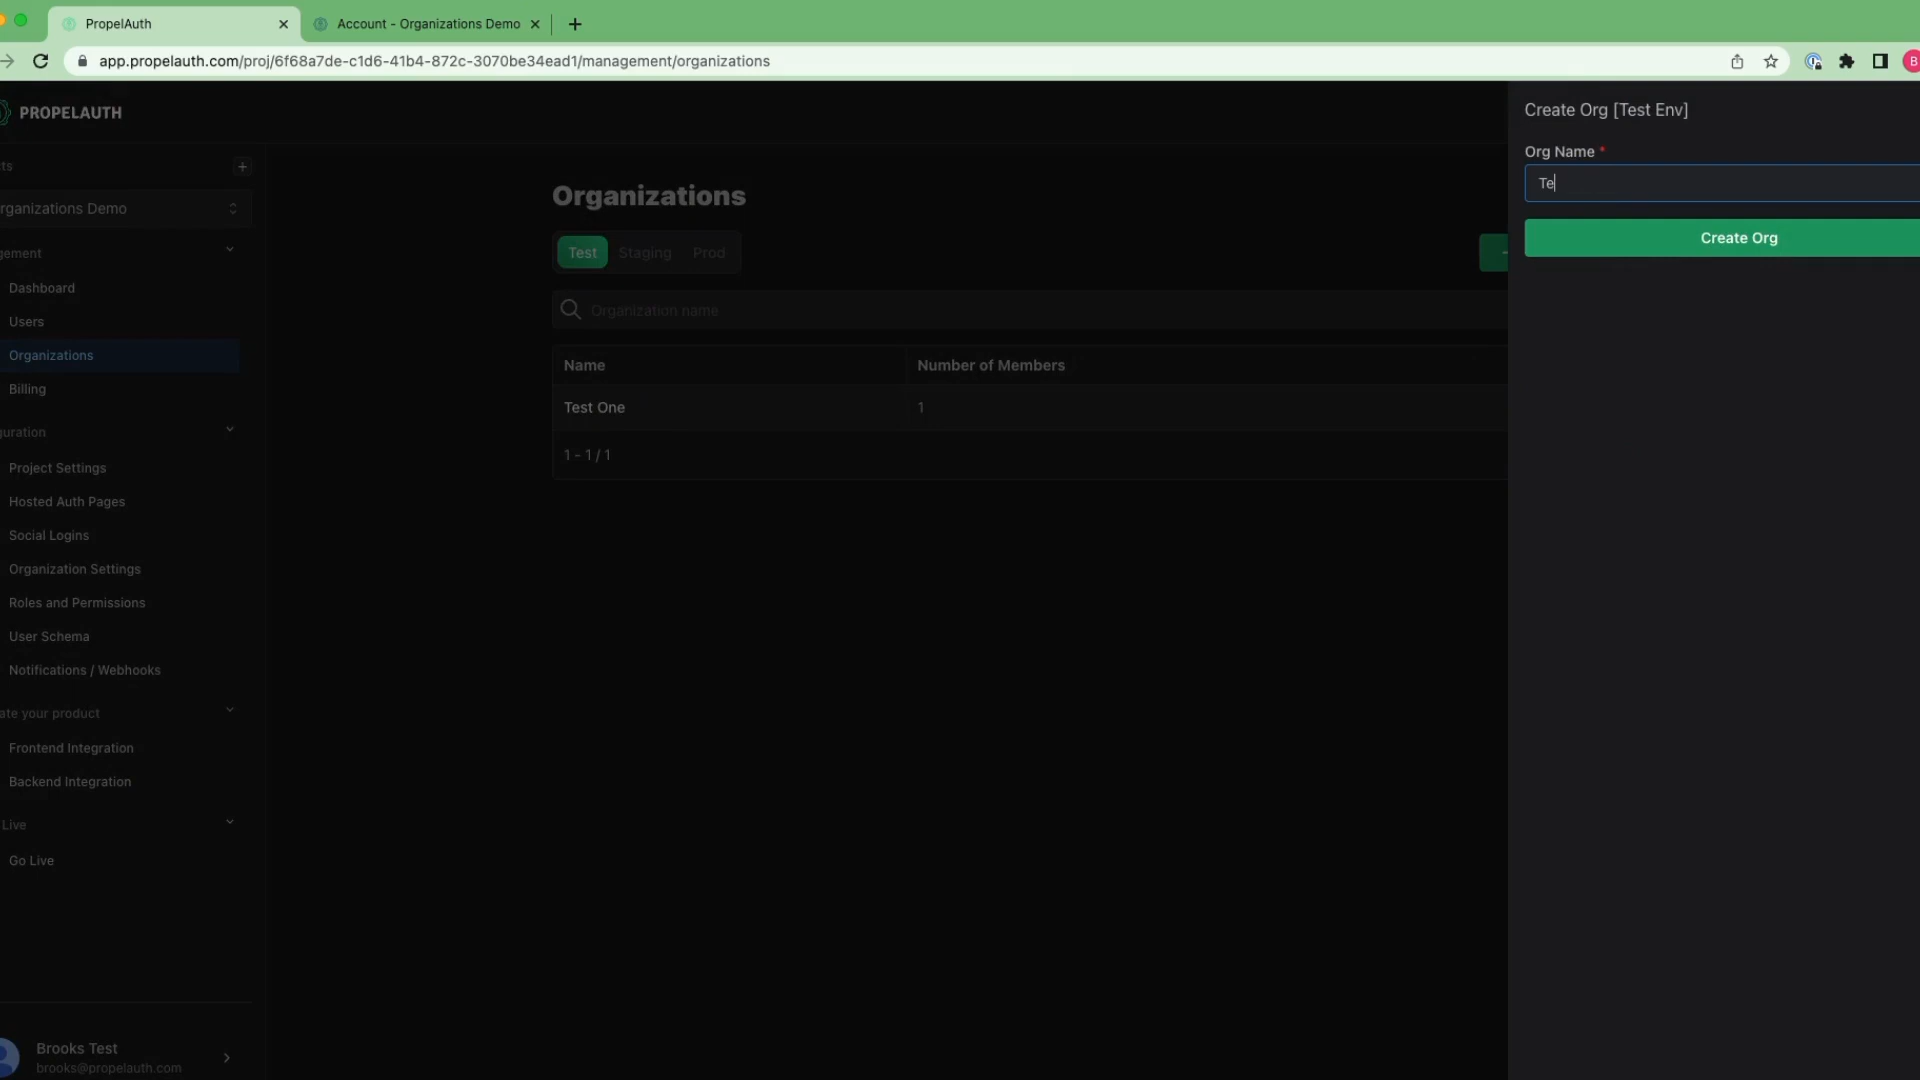 PropelAuth
Account - Organizations Demo
app.propelauth.com/proj/6f68a7de-c1d6-41b4-872c-3070be34ead1/management/organizations
B
PROPELAUTH
Create Org [Test Env]
Org Name *
Te
Create Org
cts
rganizations Demo
gement
Dashboard
Users
Organizations
Billing
guration
Project Settings
Hosted Auth Pages
Social Logins
Organization Settings
Roles and Permissions
User Schema
Notifications / Webhooks
ate your product
Frontend Integration
Backend Integration
Live
Go Live
Brooks Test
brooks@propelauth.com
Organizations
Test Staging Prod
Organization name
Name Number of Members
Test One 1
1 - 1 / 1